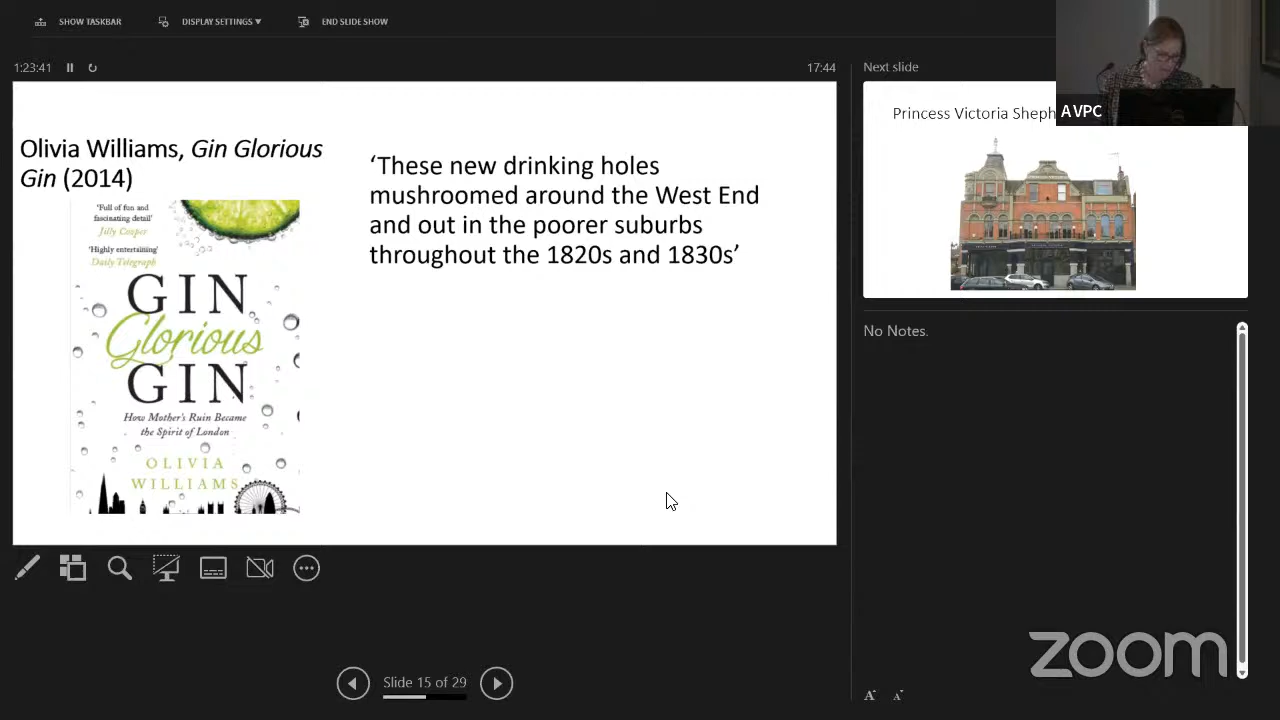 SHOW TASKBAR
DISPLAY SETTINGS ▼
END SLIDE SHOW
1:23:41
17:44
Next slide
Olivia Williams, Gin Glorious
Gin (2014)
'Full of fun and
fascinating detail'
Jilly Cooper
'Highly entertaining'
Daily Telegraph
GIN
Glorious
GIN
How Mother's Ruin Became
the Spirit of London
OLIVIA
WILLIAMS
‘These new drinking holes
mushroomed around the West End
and out in the poorer suburbs
throughout the 1820s and 1830s’
AVPC
Princess Victoria Sheph
No Notes.
Slide 15 of 29
A A
zoom